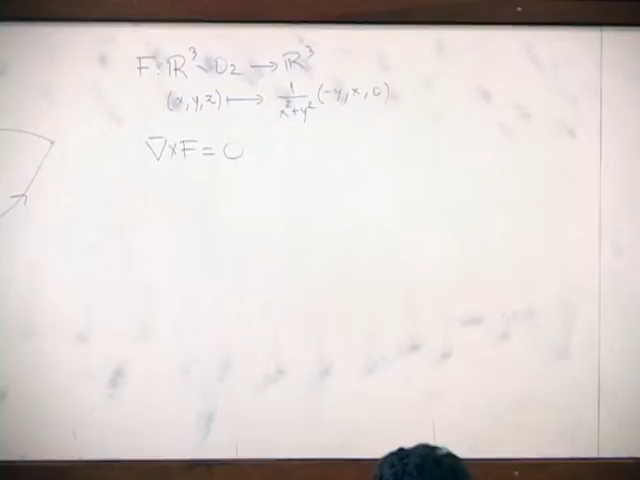 F: ℝ³ \ Oz → ℝ³
(x,y,z) ⟼ 1/(x²+y²) (-y, x, 0)
∇×F = 0